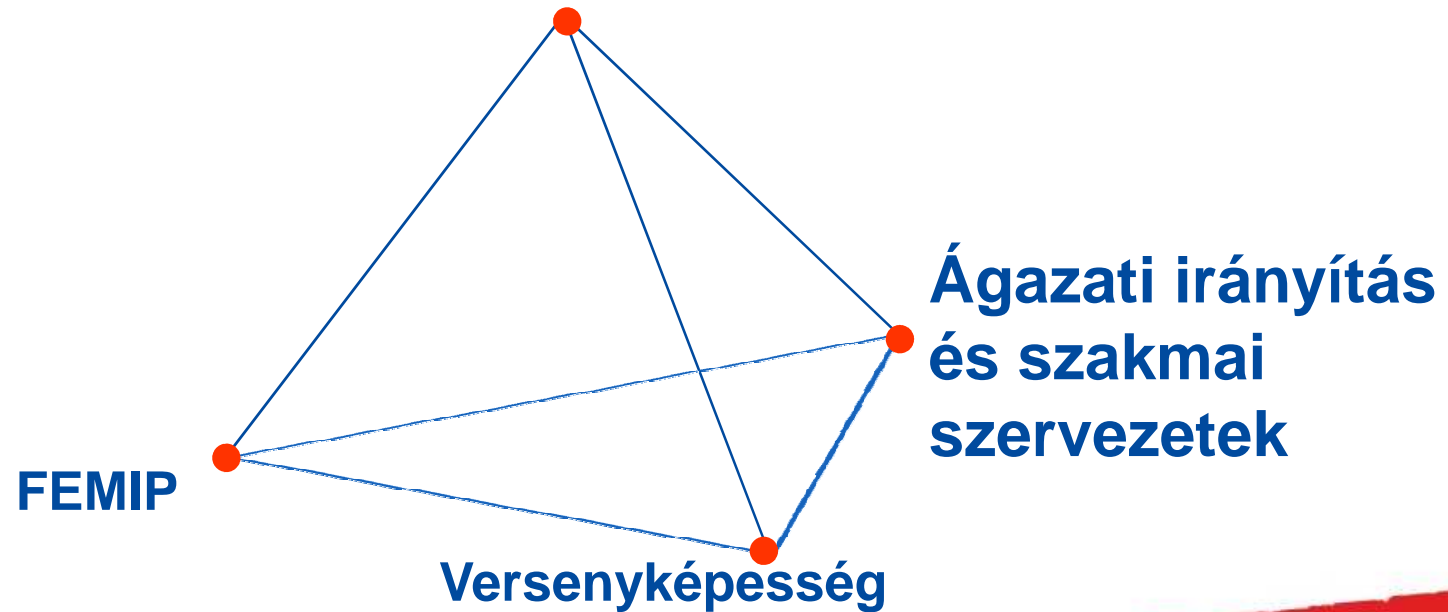 Ágazati irányítás
és szakmai
szervezetek
FEMIP
Versenyképesség